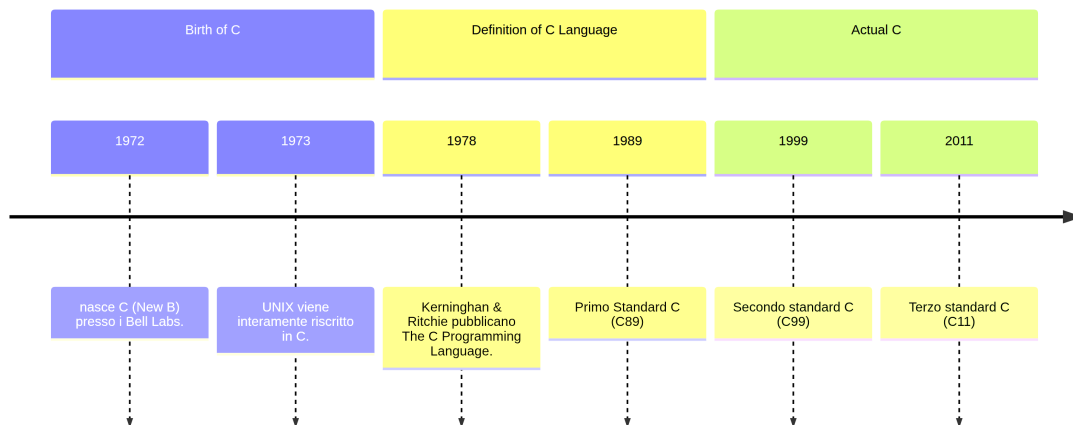 Birth of C
Definition of C Language
Actual C
1972
1973
1978
1989
1999
2011
nasce C (New B)
presso i Bell Labs.
UNIX viene
interamente riscritto
in C.
Kerninghan &
Ritchie pubblicano
The C Programming
Language.
Primo Standard C
(C89)
Secondo standard C
(C99)
Terzo standard C
(C11)